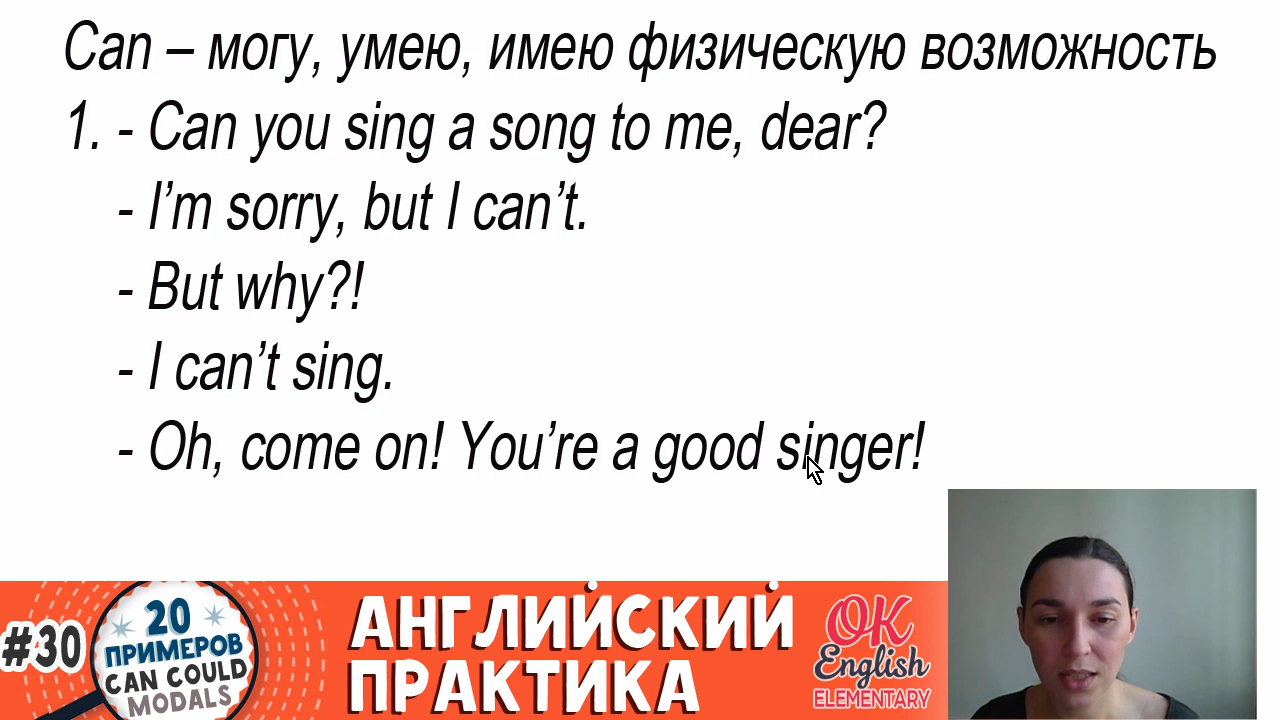 Can – могу, умею, имею физическую возможность
1. - Can you sing a song to me, dear?
- I’m sorry, but I can’t.
- But why?!
- I can’t sing.
- Oh, come on! You’re a good singer!
#30
20
ПРИМЕРОВ
CAN COULD
MODALS
АНГЛИЙСКИЙ
ПРАКТИКА
OK
English
ELEMENTARY